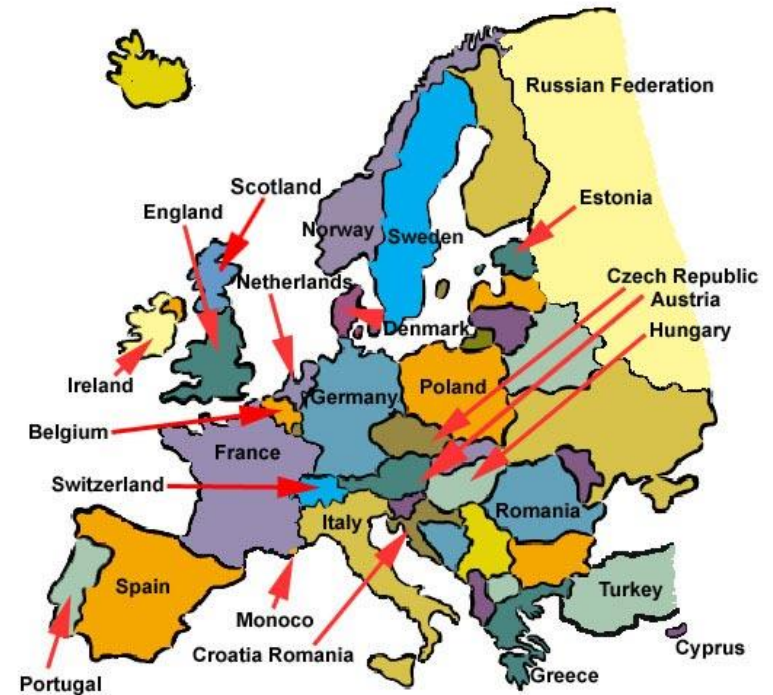 Russian Federation
Scotland
Estonia
England
Norway
Sweden
Netherlands
Czech Republic
Austria
Denmark
Hungary
Ireland
Germany
Poland
Belgium
France
Switzerland
Romania
Italy
Spain
Turkey
Monoco
Cyprus
Croatia Romania
Greece
Portugal